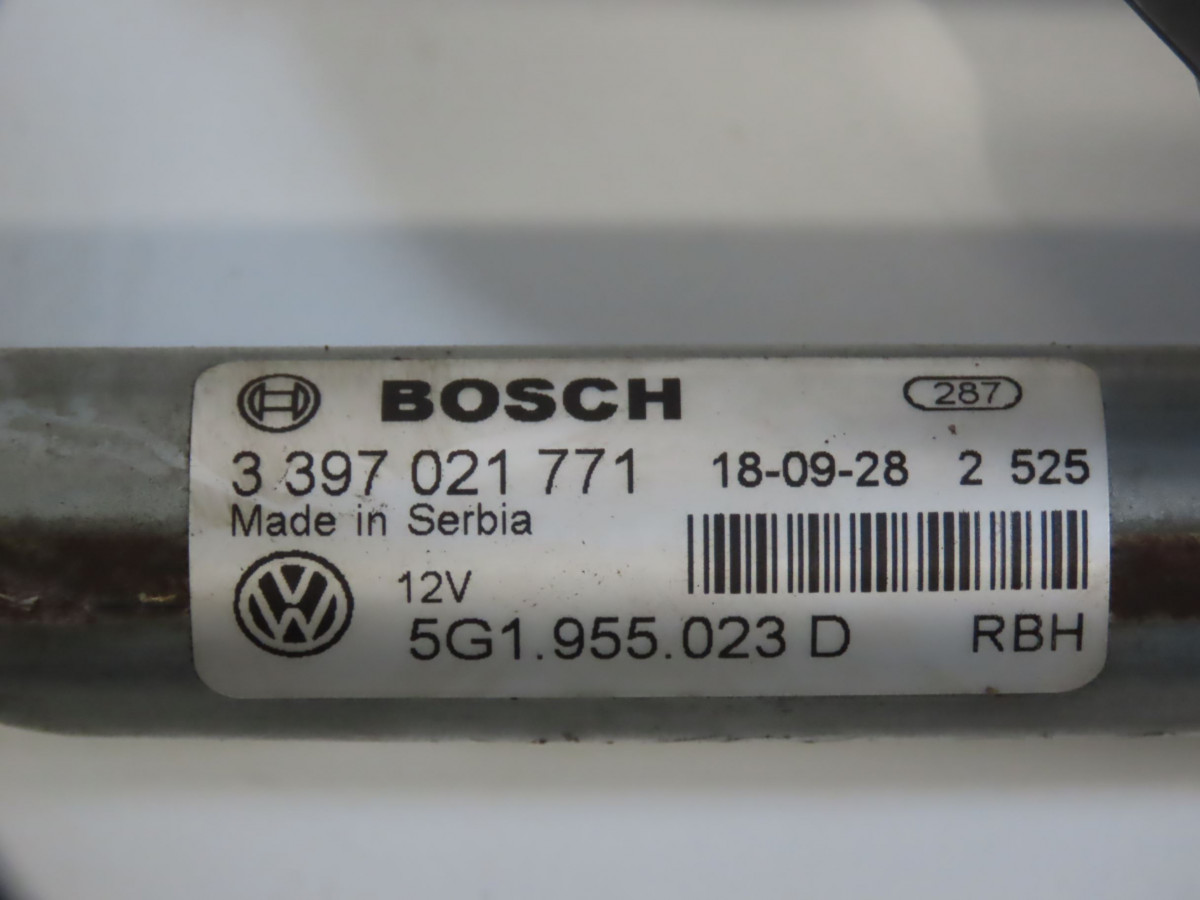 BOSCH 287
3 397 021 771 18-09-28 2 525
Made in Serbia
12V
5G1.955.023 D RBH